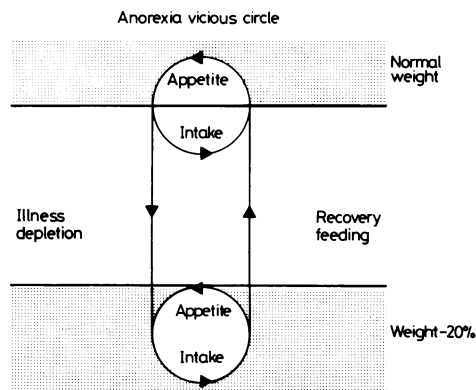 Anorexia vicious circle
Appetite
Normal
weight
Intake
Illness
depletion
Recovery
feeding
Appetite
Intake
Weight-20%